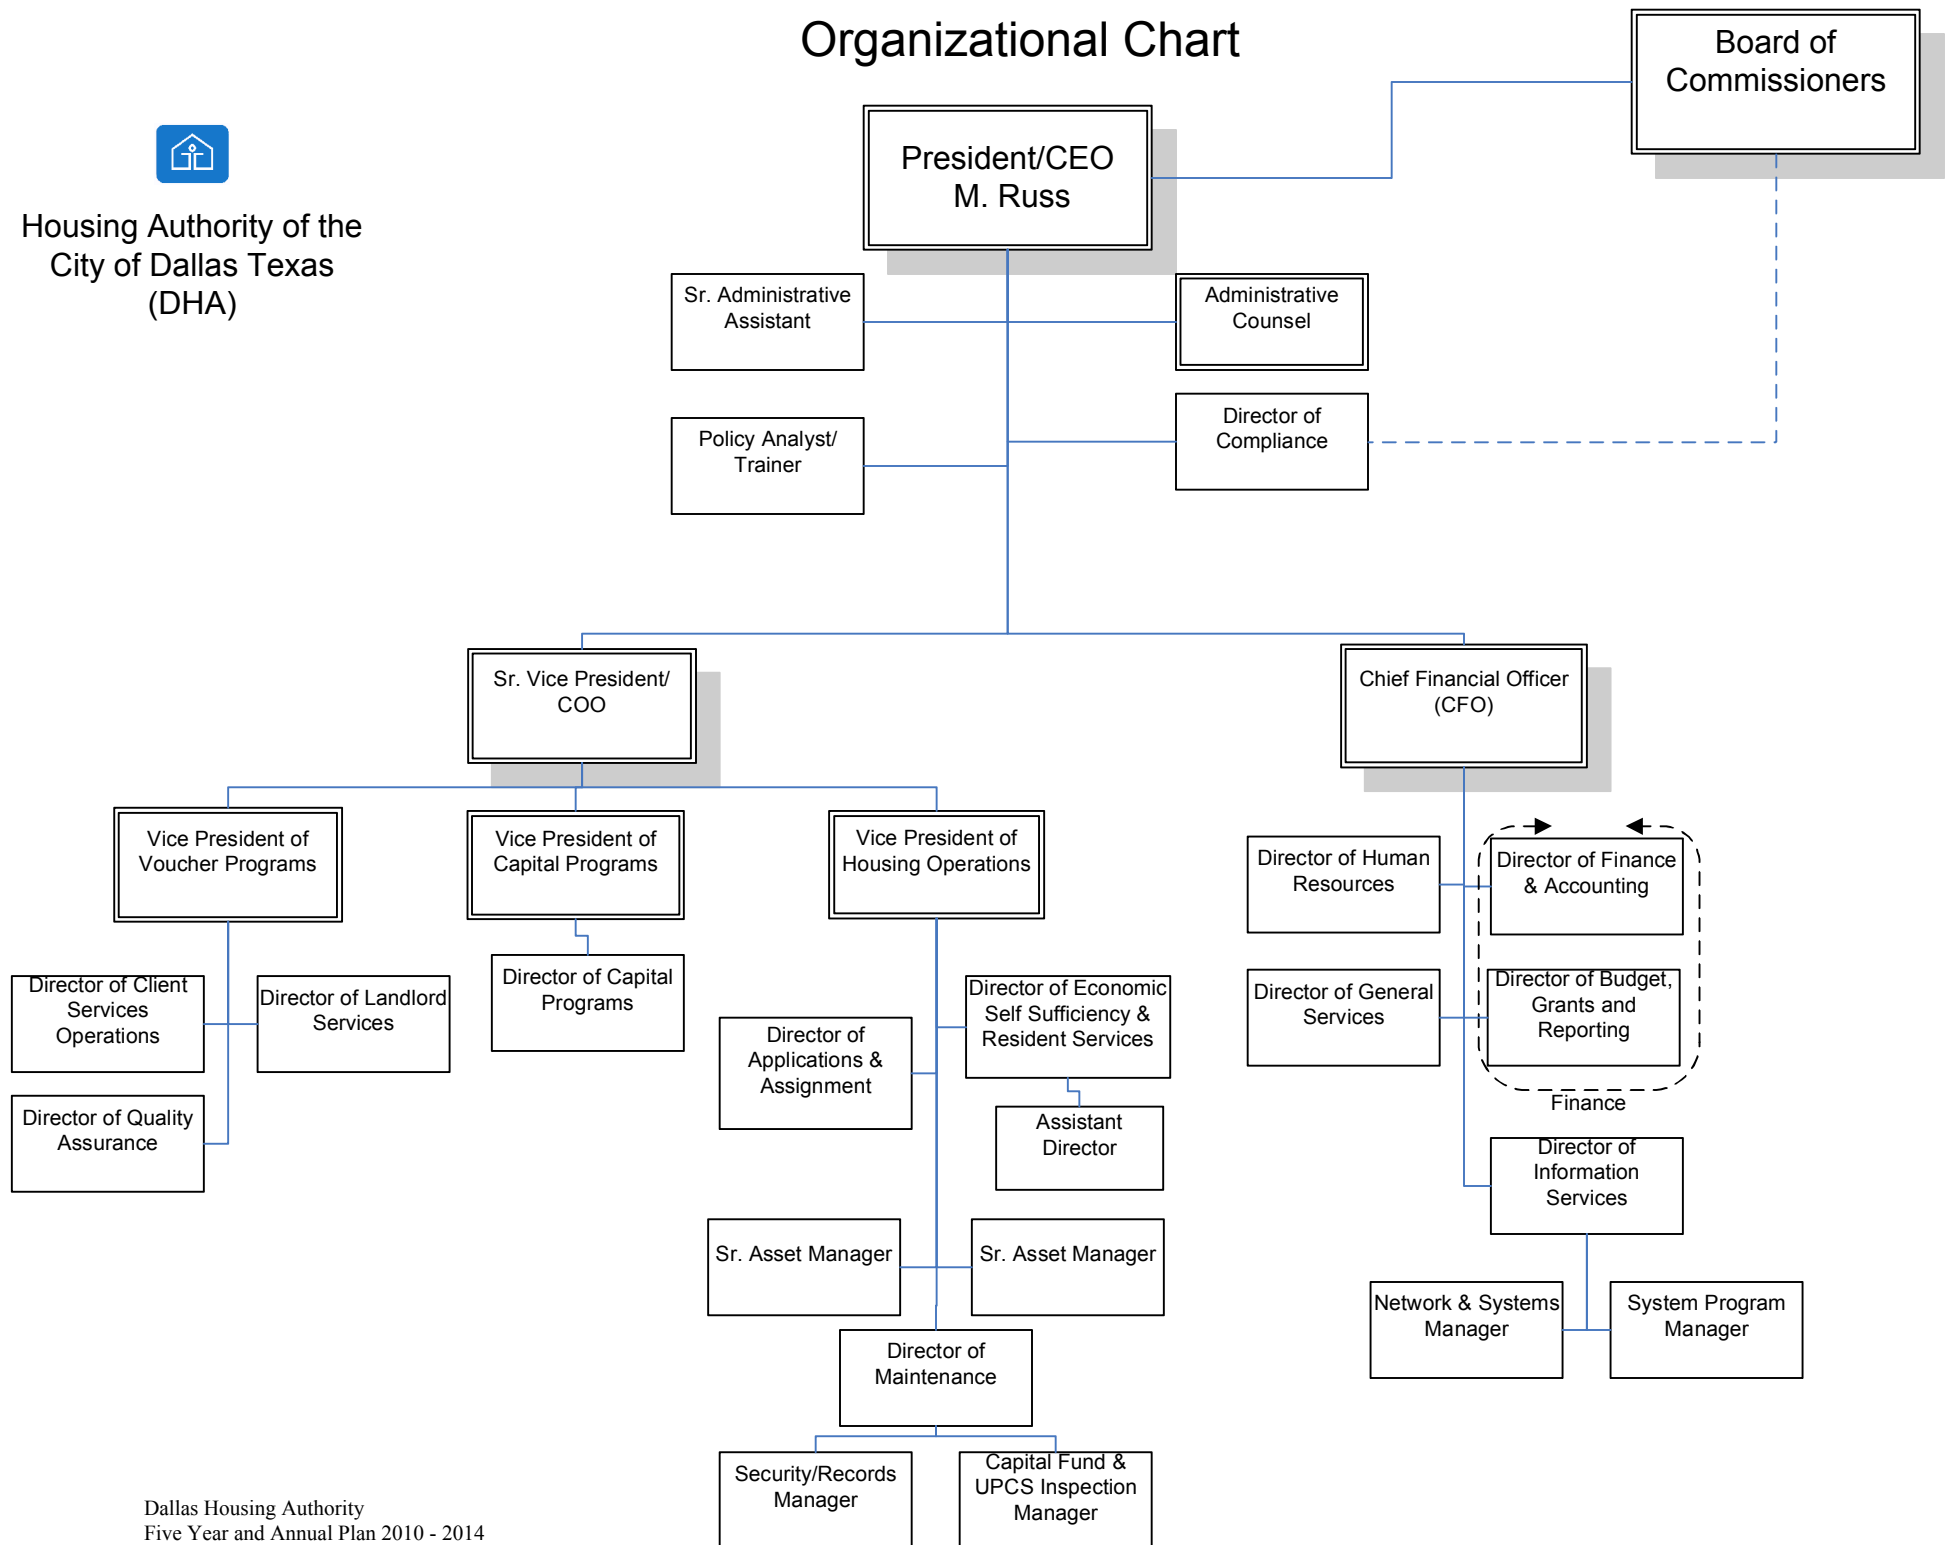 Organizational Chart
Board of
Commissioners
President/CEO
M. Russ
Housing Authority of the
City of Dallas Texas
(DHA)
Sr. Administrative
Assistant
Administrative
Counsel
Policy Analyst/
Trainer
Director of
Compliance
Sr. Vice President/
COO
Chief Financial Officer
(CFO)
Vice President of
Voucher Programs
Vice President of
Capital Programs
Vice President of
Housing Operations
Director of Human
Resources
Director of Finance
& Accounting
Director of Client
Services
Operations
Director of Landlord
Services
Director of Capital
Programs
Director of
Applications &
Assignment
Director of Economic
Self Sufficiency &
Resident Services
Director of General
Services
Director of Budget,
Grants and
Reporting
Finance
Director of Quality
Assurance
Assistant
Director
Director of
Information
Services
Sr. Asset Manager
Sr. Asset Manager
Network & Systems
Manager
System Program
Manager
Director of
Maintenance
Security/Records
Manager
Capital Fund &
UPCS Inspection
Manager
Dallas Housing Authority
Five Year and Annual Plan 2010 - 2014